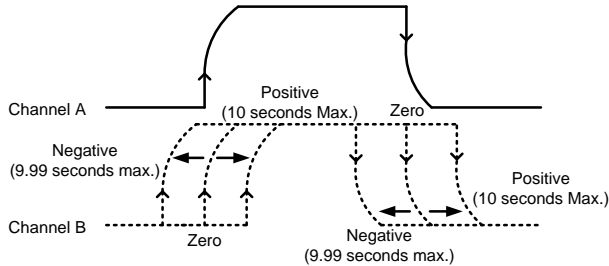 Channel A
Positive
(10 seconds Max.)
Zero
Negative
(9.99 seconds max.)
Positive
(10 seconds Max.)
Channel B
Zero
Negative
(9.99 seconds max.)